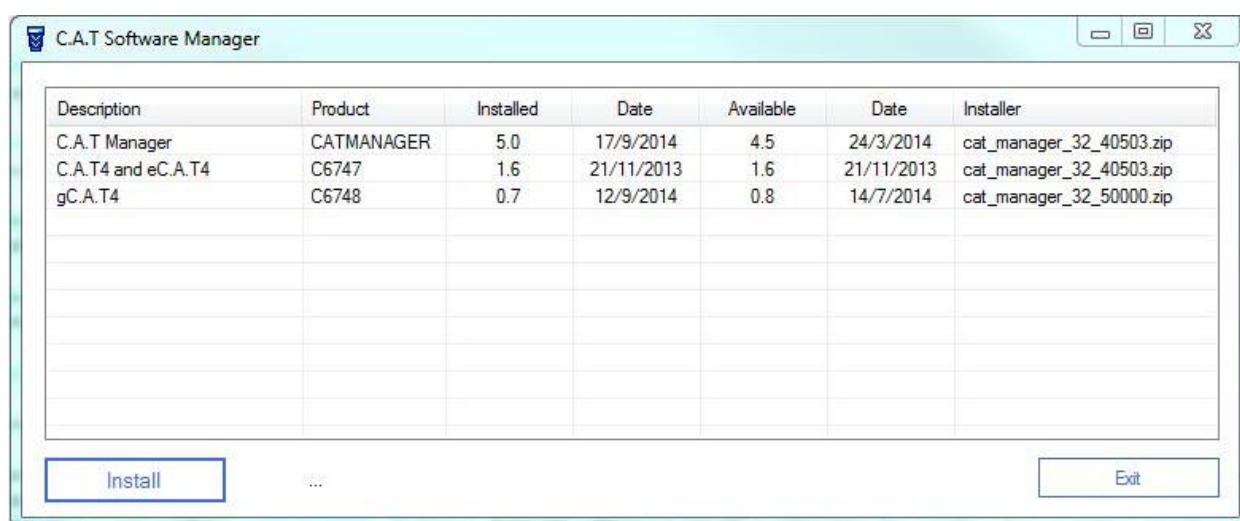 C.A.T Software Manager
Description Product Installed Date Available Date Installer
C.A.T Manager CATMANAGER 5.0 17/9/2014 4.5 24/3/2014 cat_manager_32_40503.zip
C.A.T4 and eC.A.T4 C6747 1.6 21/11/2013 1.6 21/11/2013 cat_manager_32_40503.zip
gC.A.T4 C6748 0.7 12/9/2014 0.8 14/7/2014 cat_manager_32_50000.zip
Install ... Exit